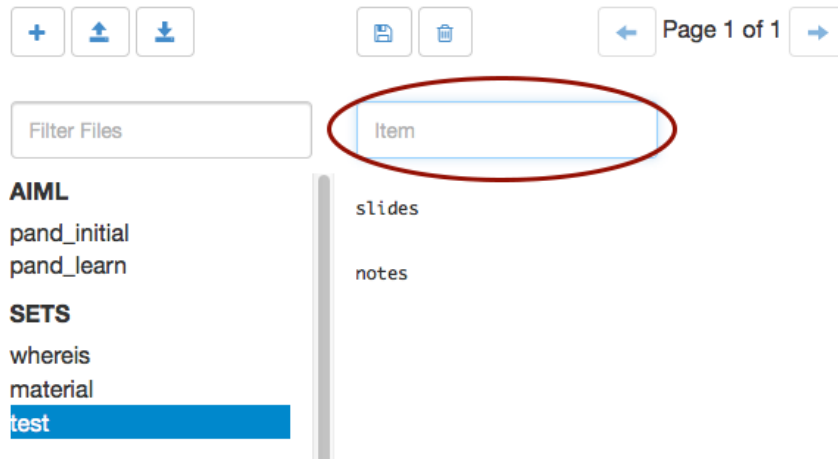 Page 1 of 1
Filter Files
Item
AIML
pand_initial
pand_learn
SETS
whereis
material
test
slides
notes